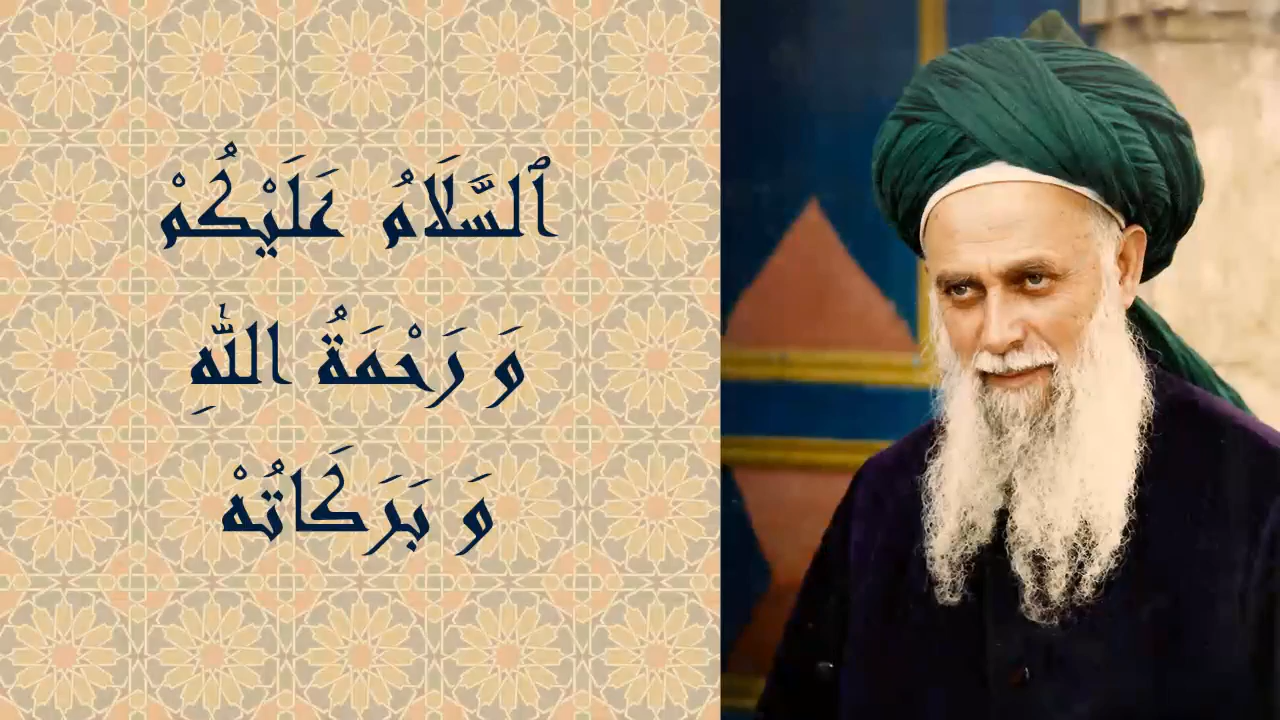 ٱلسَّلَامُ عَلَيْكُمْ
وَ رَحْمَةُ اللّٰهِ
وَ بَرَكَاتُهْ